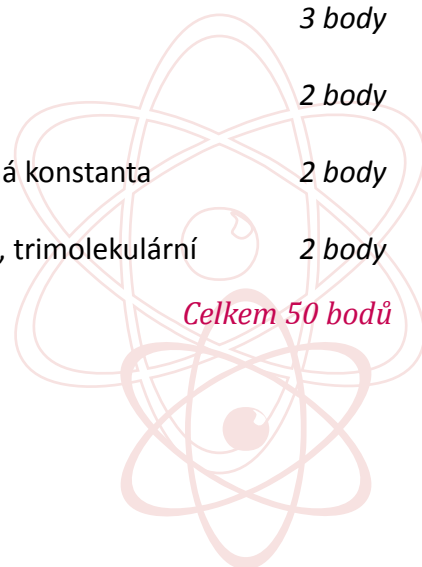 3 body
2 body
á konstanta 2 body
, trimolekulární 2 body
Celkem 50 bodů